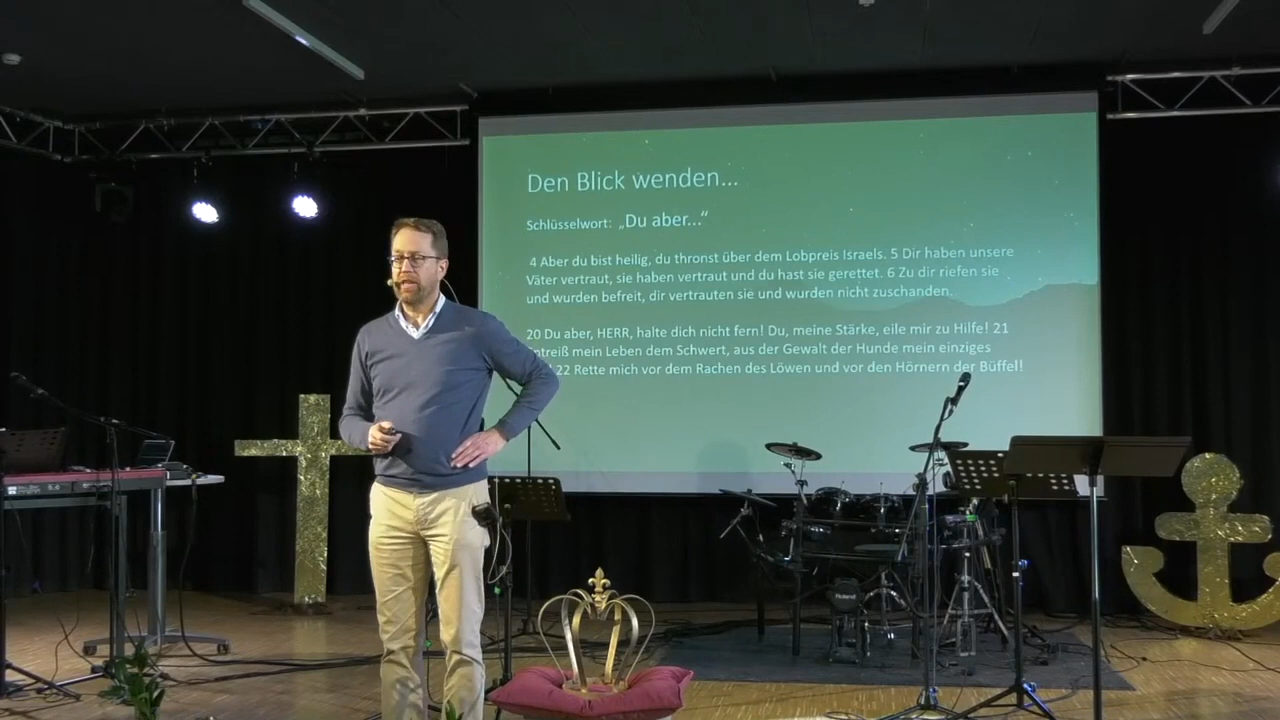 Den Blick wenden...
Schlüsselwort: „Du aber...“
4 Aber du bist heilig, du thronst über dem Lobpreis Israels. 5 Dir haben unsere
Väter vertraut, sie haben vertraut und du hast sie gerettet. 6 Zu dir riefen sie
und wurden befreit, dir vertrauten sie und wurden nicht zuschanden.
20 Du aber, HERR, halte dich nicht fern! Du, meine Stärke, eile mir zu Hilfe! 21
mein Leben dem Schwert, aus der Gewalt der Hunde mein einziges
22 Rette mich vor dem Rachen des Löwen und vor den Hörnern der Büffel!
Roland